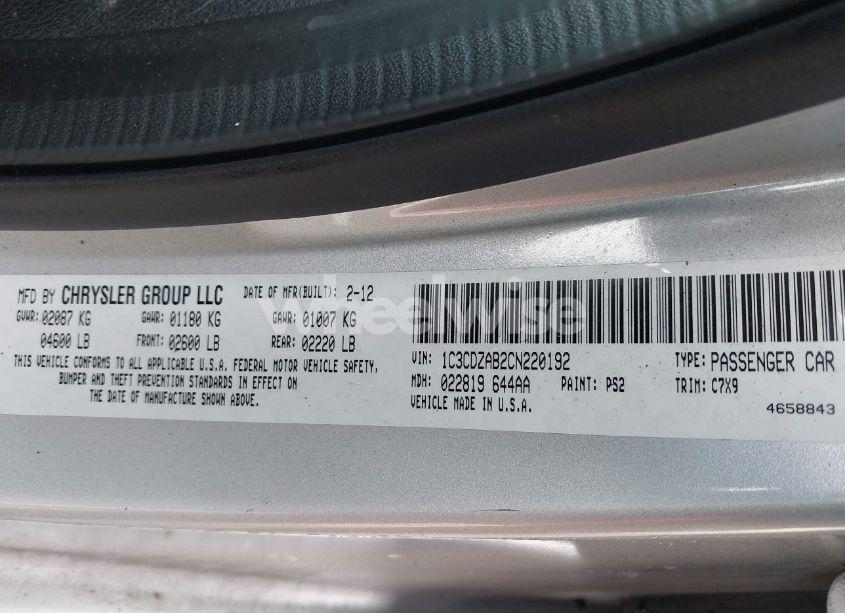 MFD BY CHRYSLER GROUP LLC DATE OF MFR(BUILT): 2-12
GVWR: 02087 KG GAWR: 01180 KG GAWR: 01007 KG
04600 LB FRONT: 02600 LB REAR: 02220 LB
THIS VEHICLE CONFORMS TO ALL APPLICABLE U.S.A. FEDERAL MOTOR VEHICLE SAFETY,
BUMPER AND THEFT PREVENTION STANDARDS IN EFFECT ON
THE DATE OF MANUFACTURE SHOWN ABOVE.
VIN: 1C3CDZAB2CN220192 TYPE: PASSENGER CAR
MDH: 022819 644AA PAINT: PS2 TRIM: C7X9
VEHICLE MADE IN U.S.A. 4658843
Wheelwise